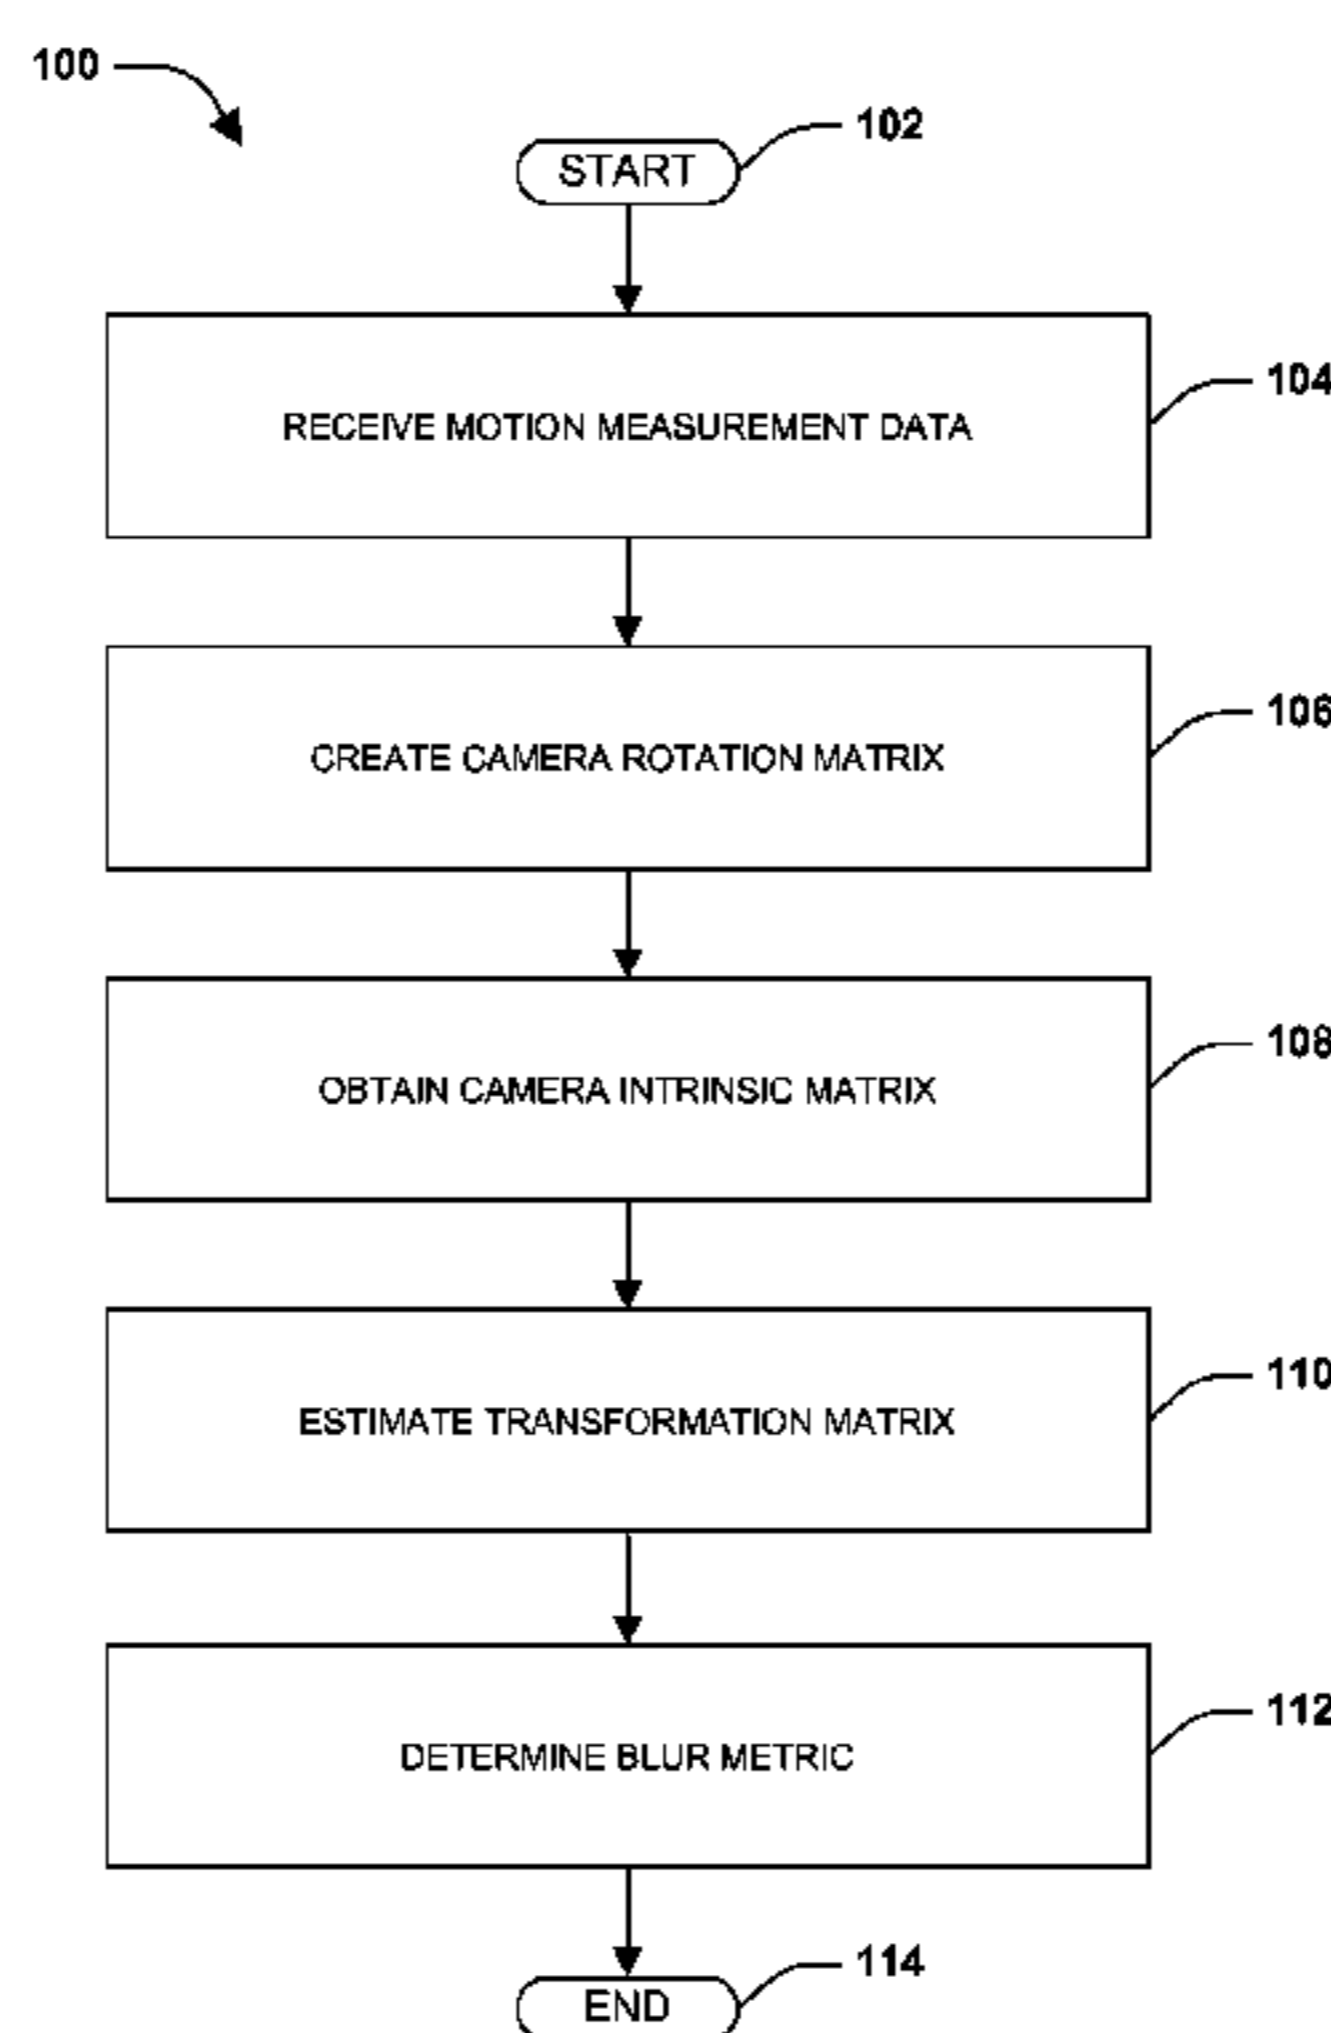 100
102
START
104
RECEIVE MOTION MEASUREMENT DATA
106
CREATE CAMERA ROTATION MATRIX
108
OBTAIN CAMERA INTRINSIC MATRIX
110
ESTIMATE TRANSFORMATION MATRIX
112
DETERMINE BLUR METRIC
114
END